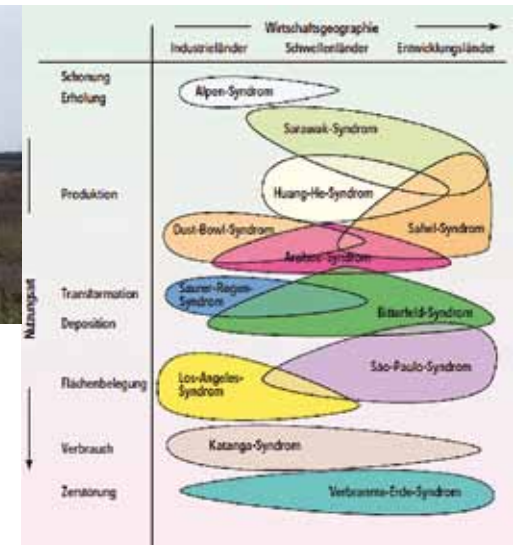 Wirtschaftsgeographie
Industrieländer Schwellenländer Entwicklungsländer
Nutzungsart
Schonung
Erholung
Produktion
Transformation
Deposition
Flächenbelegung
Verbrauch
Zerstörung
Alpen-Syndrom
Sarawak-Syndrom
Huang-He-Syndrom
Dust-Bowl-Syndrom
Sahel-Syndrom
Aralsee-Syndrom
Saurer-Regen-
Syndrom
Bitterfeld-Syndrom
Los-Angeles-
Syndrom
Sao-Paulo-Syndrom
Katanga-Syndrom
Verbrannte-Erde-Syndrom